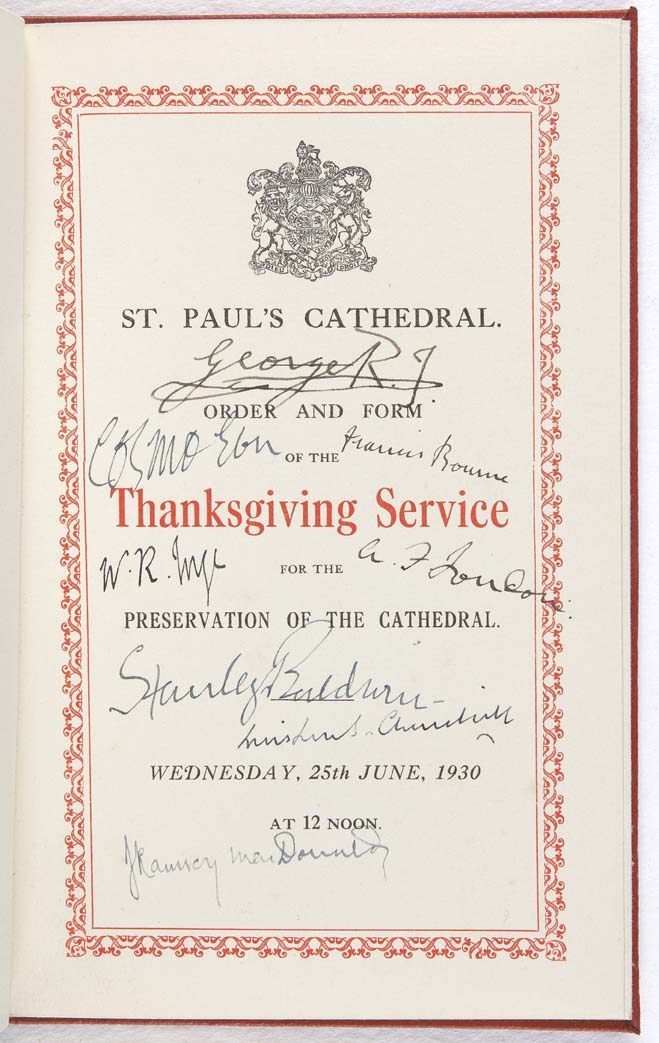 ST. PAUL'S CATHEDRAL.
George R.I.
ORDER AND FORM
Cosmo Ebor
OF THE
Francis Bourne
Thanksgiving Service
W. R. Inge
FOR THE
A. F. London:
PRESERVATION OF THE CATHEDRAL.
Stanley Baldwin
Winston S. Churchill
WEDNESDAY, 25th JUNE, 1930
AT 12 NOON.
J Ramsay MacDonald